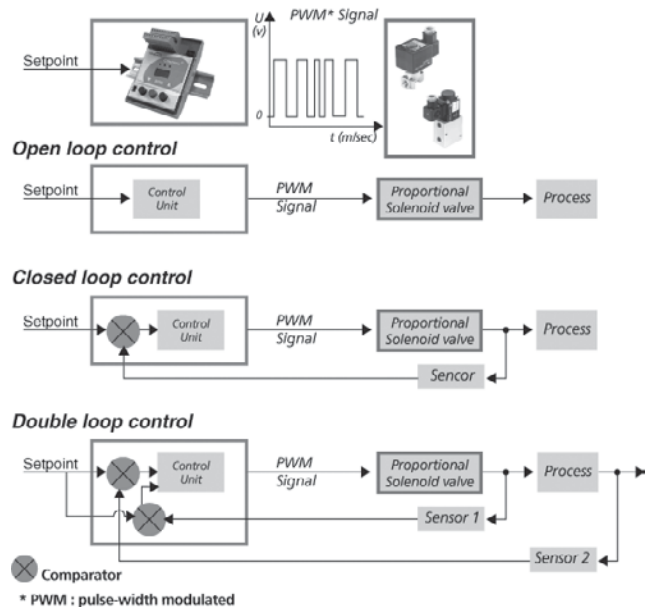 U
(v)
PWM* Signal
Setpoint
0
t (m/sec)
Open loop control
Setpoint
Control
Unit
PWM
Signal
Proportional
Solenoid valve
Process
Closed loop control
Setpoint
Control
Unit
PWM
Signal
Proportional
Solenoid valve
Process
Sencor
Double loop control
Setpoint
Control
Unit
PWM
Signal
Proportional
Solenoid valve
Process
Sensor 1
Sensor 2
Comparator
* PWM : pulse-width modulated